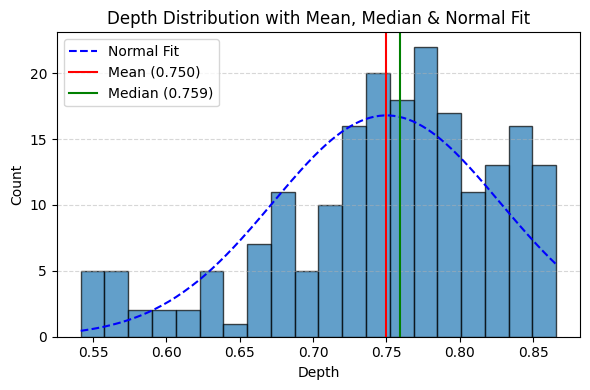 Depth Distribution with Mean, Median & Normal Fit
Normal Fit
Mean (0.750)
Median (0.759)
Count
20
15
10
5
0
0.55 0.60 0.65 0.70 0.75 0.80 0.85
Depth